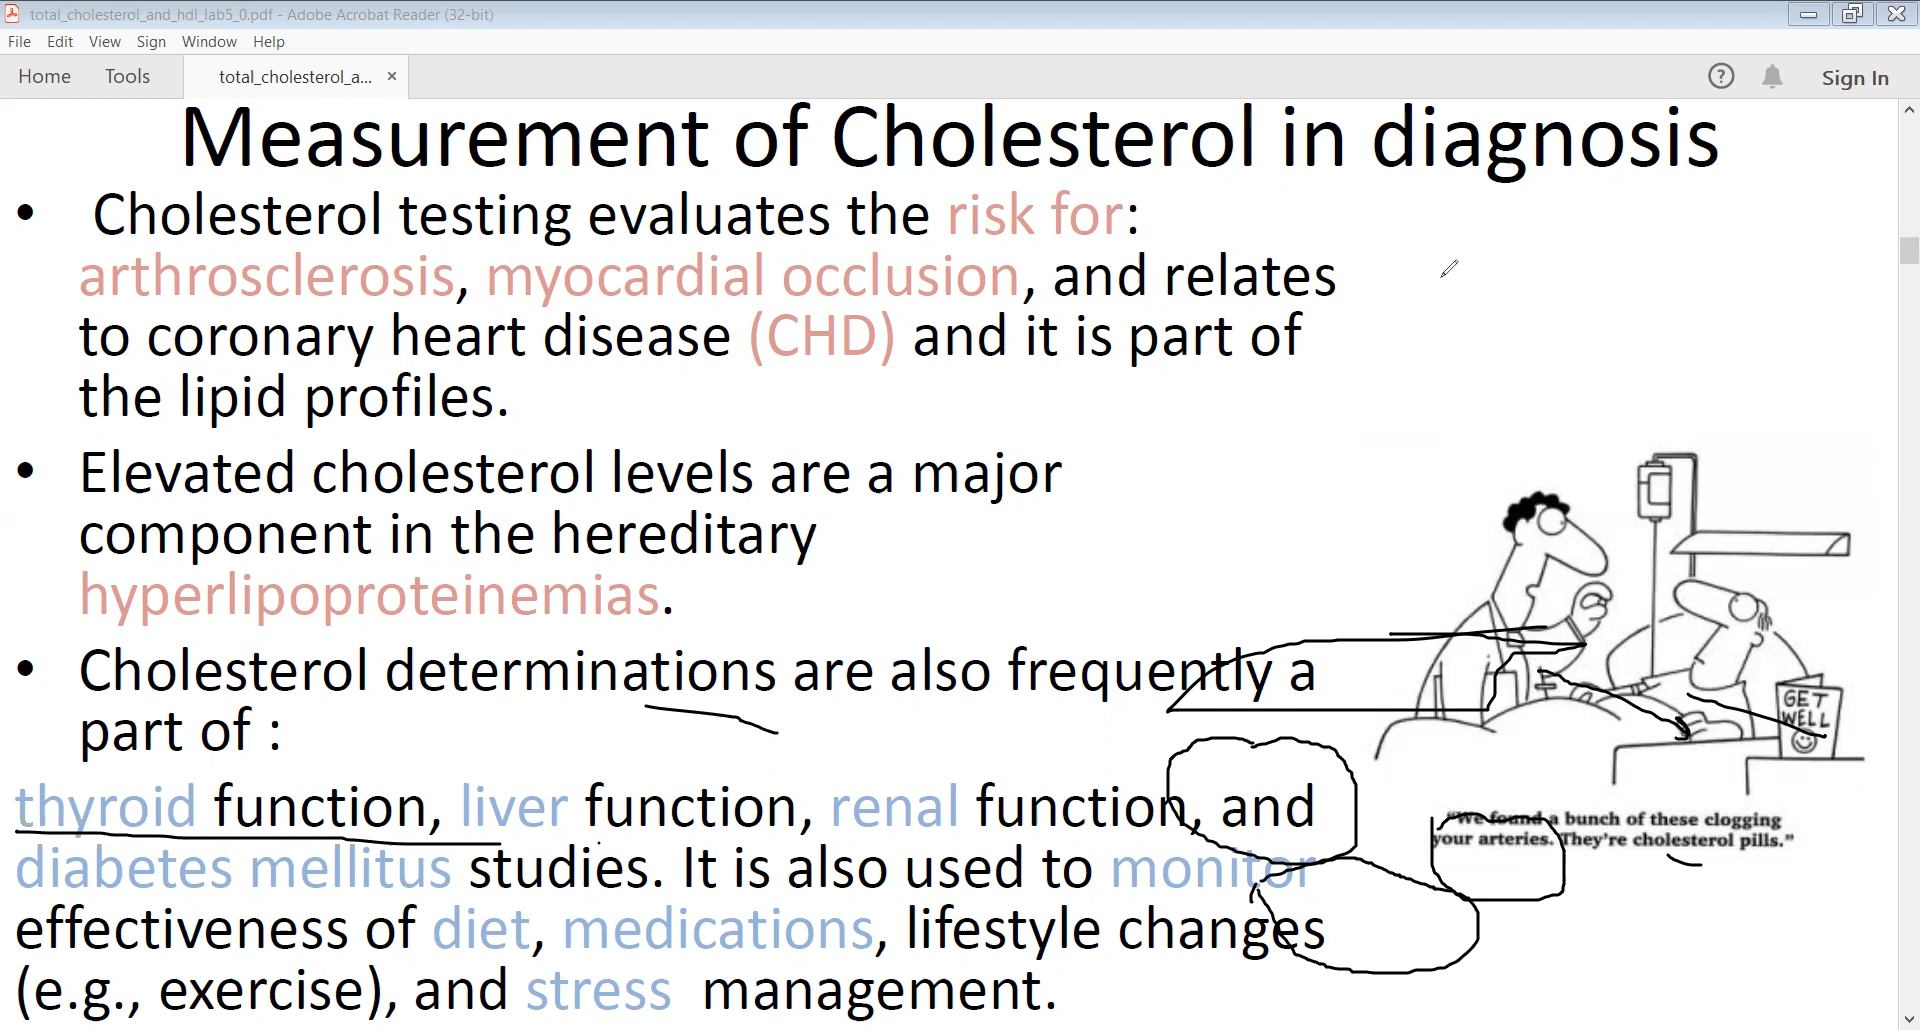 total_cholesterol_and_hdl_lab5_0.pdf - Adobe Acrobat Reader (32-bit)
File Edit View Sign Window Help
Home Tools total_cholesterol_a... × ? Sign In
Measurement of Cholesterol in diagnosis
• Cholesterol testing evaluates the risk for:
arthrosclerosis, myocardial occlusion, and relates
to coronary heart disease (CHD) and it is part of
the lipid profiles.
• Elevated cholesterol levels are a major
component in the hereditary
hyperlipoproteinemias.
• Cholesterol determinations are also frequently a
part of :
thyroid function, liver function, renal function, and
diabetes mellitus studies. It is also used to monitor
effectiveness of diet, medications, lifestyle changes
(e.g., exercise), and stress management.
GET
WELL
"We found a bunch of these clogging
your arteries. They're cholesterol pills."